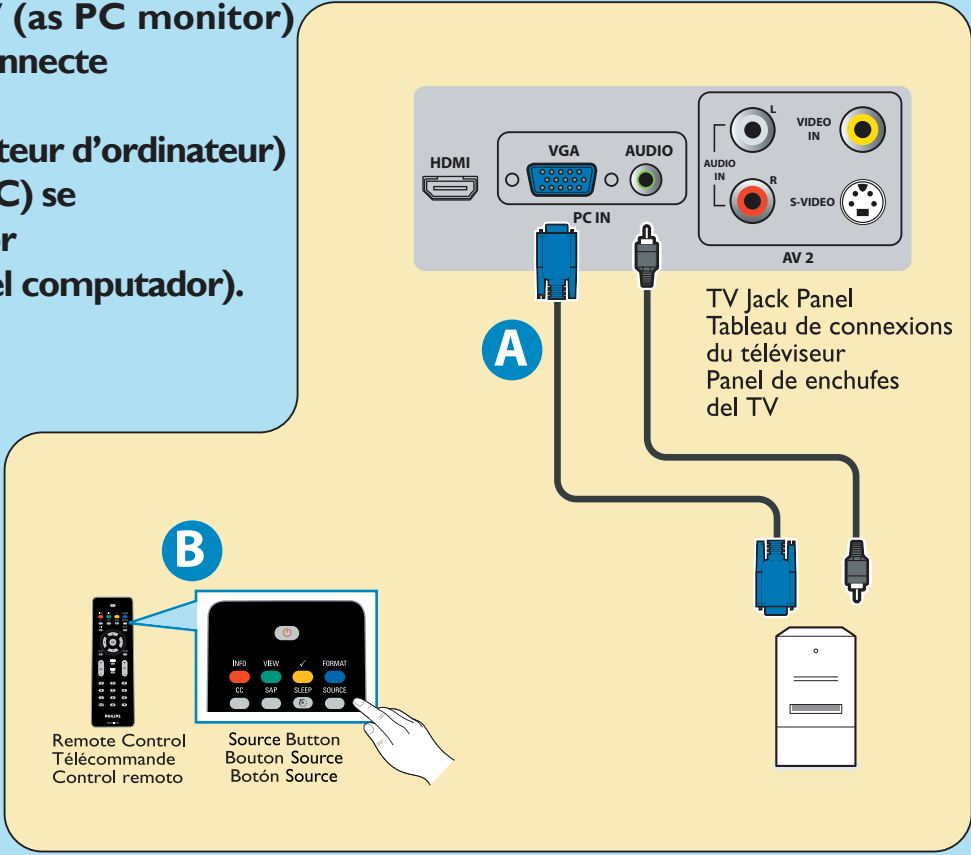 (as PC monitor)
nnecte
teur d'ordinateur)
C) se
r
el computador).
HDMI
VGA
AUDIO
PC IN
L
AUDIO
IN
R
VIDEO
IN
S-VIDEO
AV 2
TV Jack Panel
Tableau de connexions
du téléviseur
Panel de enchufes
del TV
A
B
INFO VIEW ✓ FORMAT
CC SAP SLEEP SOURCE
PHILIPS
Remote Control
Télécommande
Control remoto
Source Button
Bouton Source
Botón Source